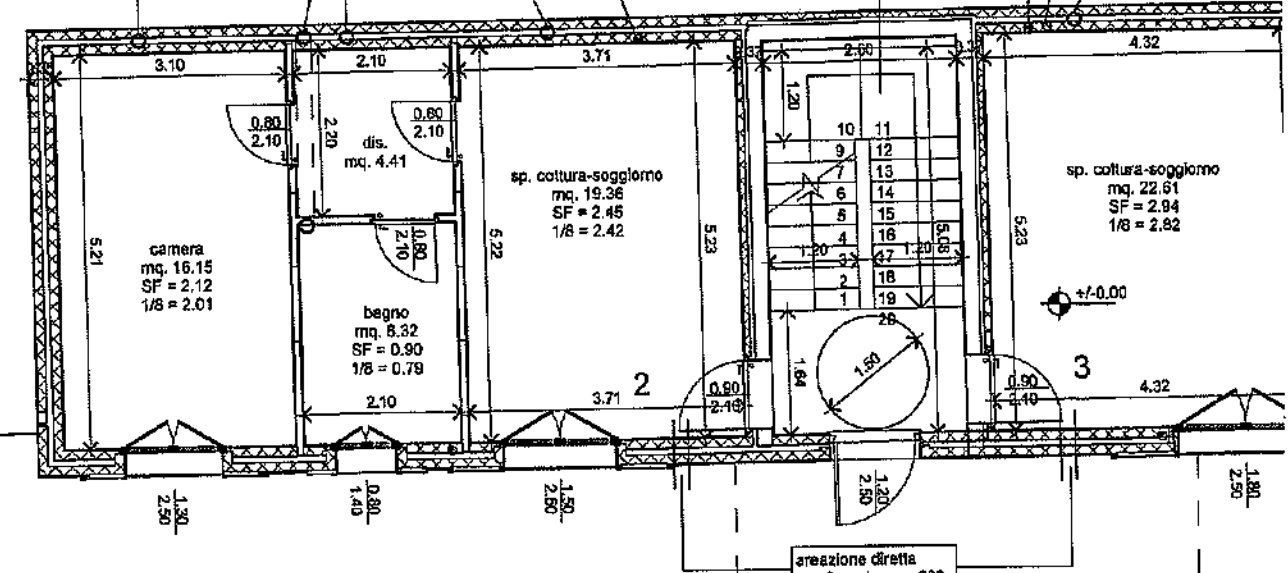 3.10
2.10
3.71
2.60
4.32
0.80
2.10
2.20
0.80
2.10
dis.
mq. 4.41
1.20
10 11
9 12
7 13
6 14
5 15
4 16
3 17
2 18
1 19
20
1.20
1.20
5.08
sp. cottura-soggiorno
mq. 19.36
SF = 2.45
1/8 = 2.42
sp. cottura-soggiorno
mq. 22.61
SF = 2.94
1/8 = 2.82
5.21
camera
mq. 16.15
SF = 2.12
1/8 = 2.01
0.80
2.10
5.22
5.23
5.23
+/-0.00
bagno
mq. 6.32
SF = 0.90
1/8 = 0.79
1.64
1.50
2.10
3.71
2
0.90
2.10
0.90
2.10
3
4.32
1.30
2.50
0.80
1.40
1.50
2.50
1.20
2.50
1.80
2.50
areazione diretta